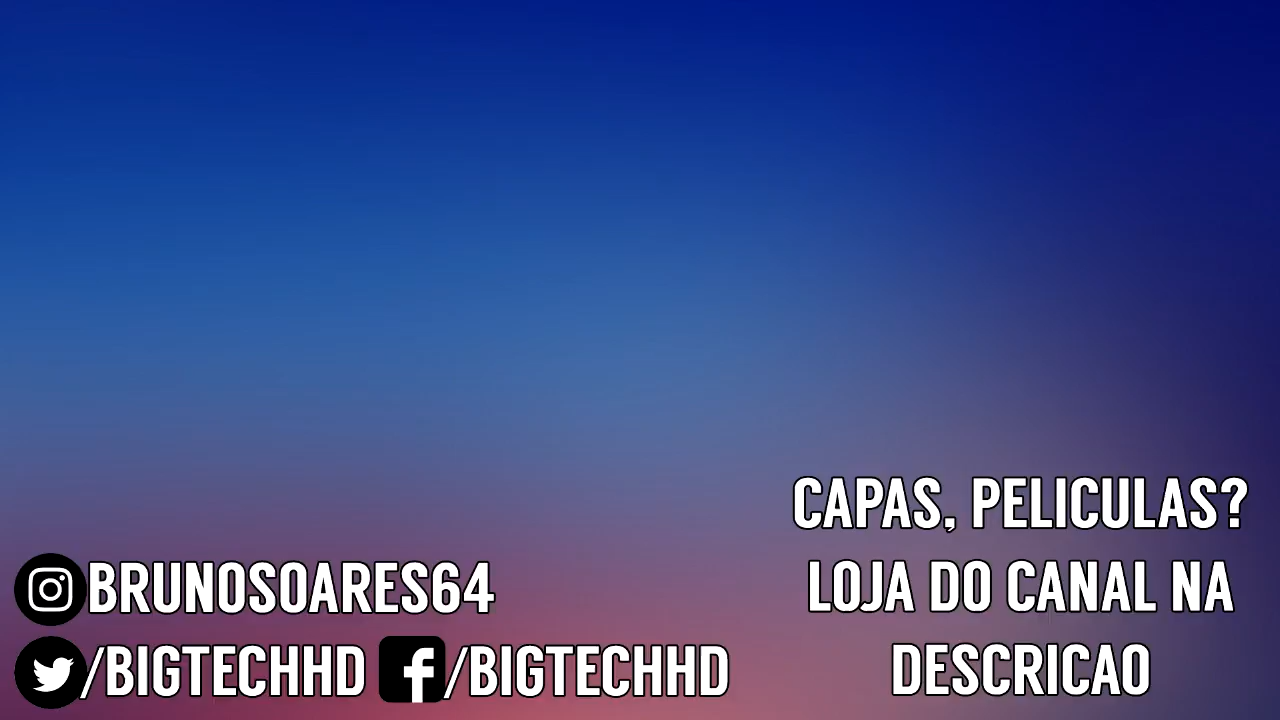 CAPAS, PELICULAS?
LOJA DO CANAL NA
DESCRICAO
BRUNOSOARES64
/BIGTECHHD /BIGTECHHD